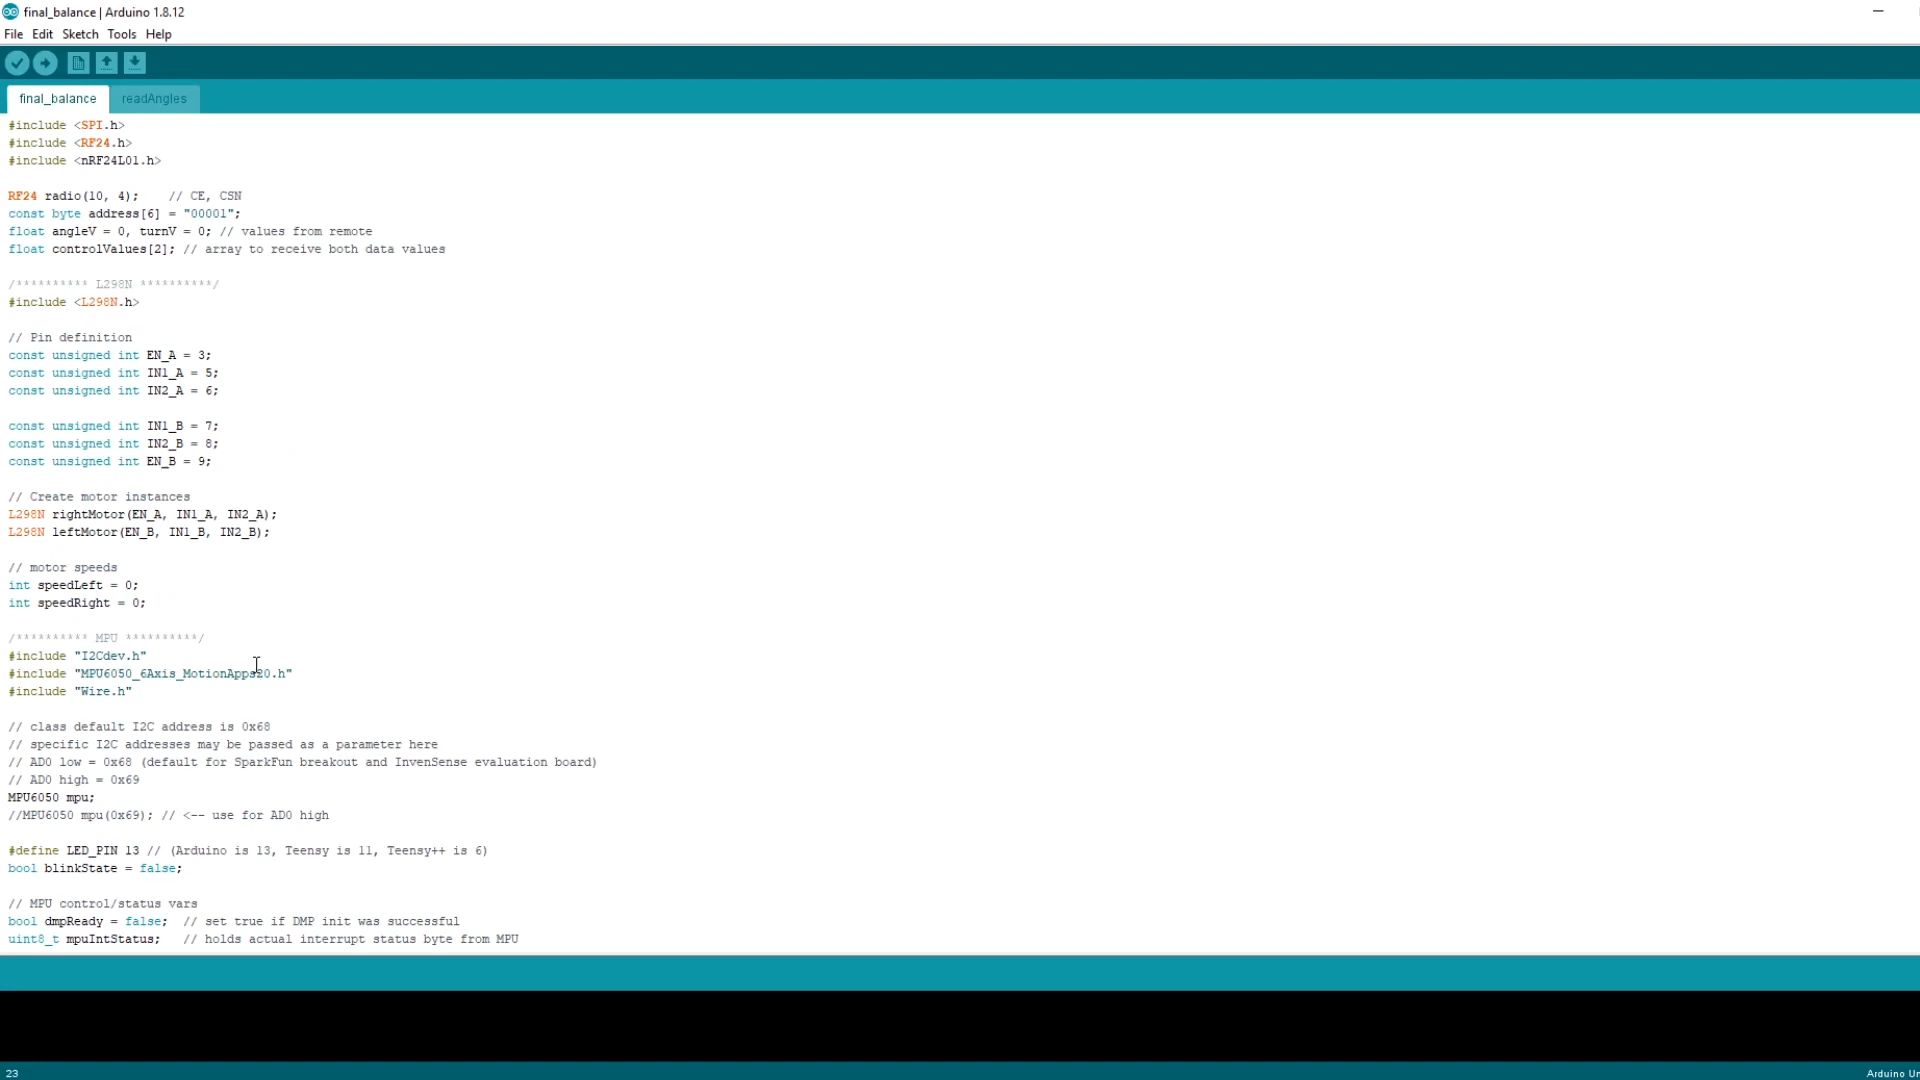 final_balance | Arduino 1.8.12
File Edit Sketch Tools Help
final_balance readAngles
#include <SPI.h>
#include <RF24.h>
#include <nRF24L01.h>
RF24 radio(10, 4);    // CE, CSN
const byte address[6] = "00001";
float angleV = 0, turnV = 0; // values from remote
float controlValues[2]; // array to receive both data values
/********** L298N **********/
#include <L298N.h>
// Pin definition
const unsigned int EN_A = 3;
const unsigned int IN1_A = 5;
const unsigned int IN2_A = 6;
const unsigned int IN1_B = 7;
const unsigned int IN2_B = 8;
const unsigned int EN_B = 9;
// Create motor instances
L298N rightMotor(EN_A, IN1_A, IN2_A);
L298N leftMotor(EN_B, IN1_B, IN2_B);
// motor speeds
int speedLeft = 0;
int speedRight = 0;
/********** MPU **********/
#include "I2Cdev.h"
#include "MPU6050_6Axis_MotionApps20.h"
#include "Wire.h"
// class default I2C address is 0x68
// specific I2C addresses may be passed as a parameter here
// AD0 low = 0x68 (default for SparkFun breakout and InvenSense evaluation board)
// AD0 high = 0x69
MPU6050 mpu;
//MPU6050 mpu(0x69); // <-- use for AD0 high
#define LED_PIN 13 // (Arduino is 13, Teensy is 11, Teensy++ is 6)
bool blinkState = false;
// MPU control/status vars
bool dmpReady = false;  // set true if DMP init was successful
uint8_t mpuIntStatus;   // holds actual interrupt status byte from MPU
23
Arduino Un